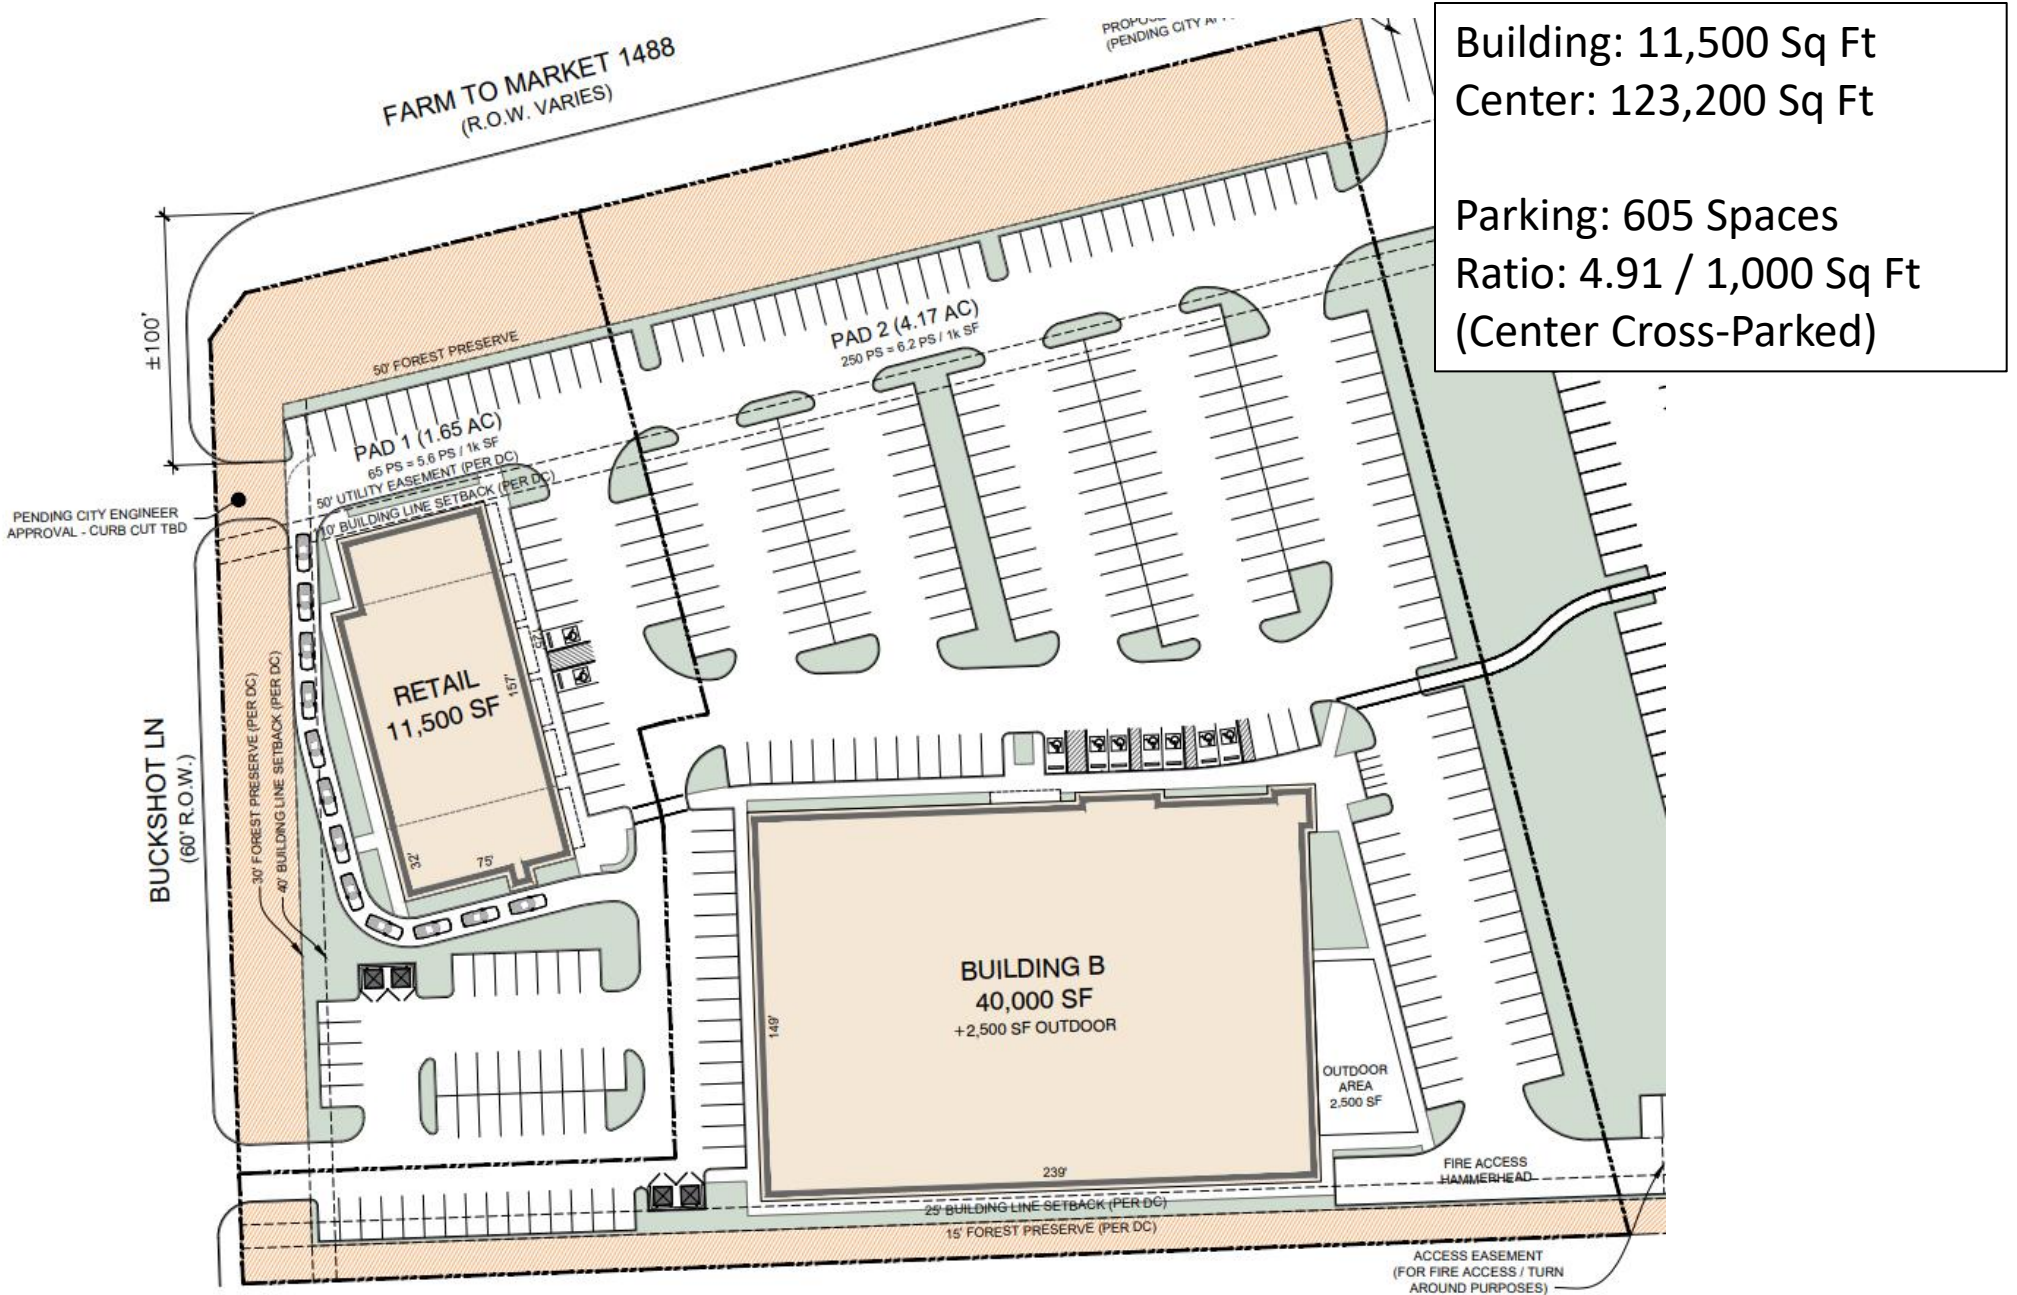 FARM TO MARKET 1488
(R.O.W. VARIES)
(PENDING CITY
Building: 11,500 Sq Ft
Center: 123,200 Sq Ft
Parking: 605 Spaces
Ratio: 4.91 / 1,000 Sq Ft
(Center Cross-Parked)
±100'
50' FOREST PRESERVE
PAD 2 (4.17 AC)
250 PS = 6.2 PS / 1k SF
PAD 1 (1.65 AC)
65 PS = 5.6 PS / 1k SF
50' UTILITY EASEMENT (PER DC)
10' BUILDING LINE SETBACK (PER DC)
PENDING CITY ENGINEER
APPROVAL - CURB CUT TBD
RETAIL
11,500 SF
157'
32'
75'
BUCKSHOT LN
(60' R.O.W.)
30' FOREST PRESERVE (PER DC)
40' BUILDING LINE SETBACK (PER DC)
BUILDING B
40,000 SF
+2,500 SF OUTDOOR
149'
239'
OUTDOOR
AREA
2,500 SF
FIRE ACCESS
HAMMERHEAD
25' BUILDING LINE SETBACK (PER DC)
15' FOREST PRESERVE (PER DC)
ACCESS EASEMENT
(FOR FIRE ACCESS / TURN
AROUND PURPOSES)